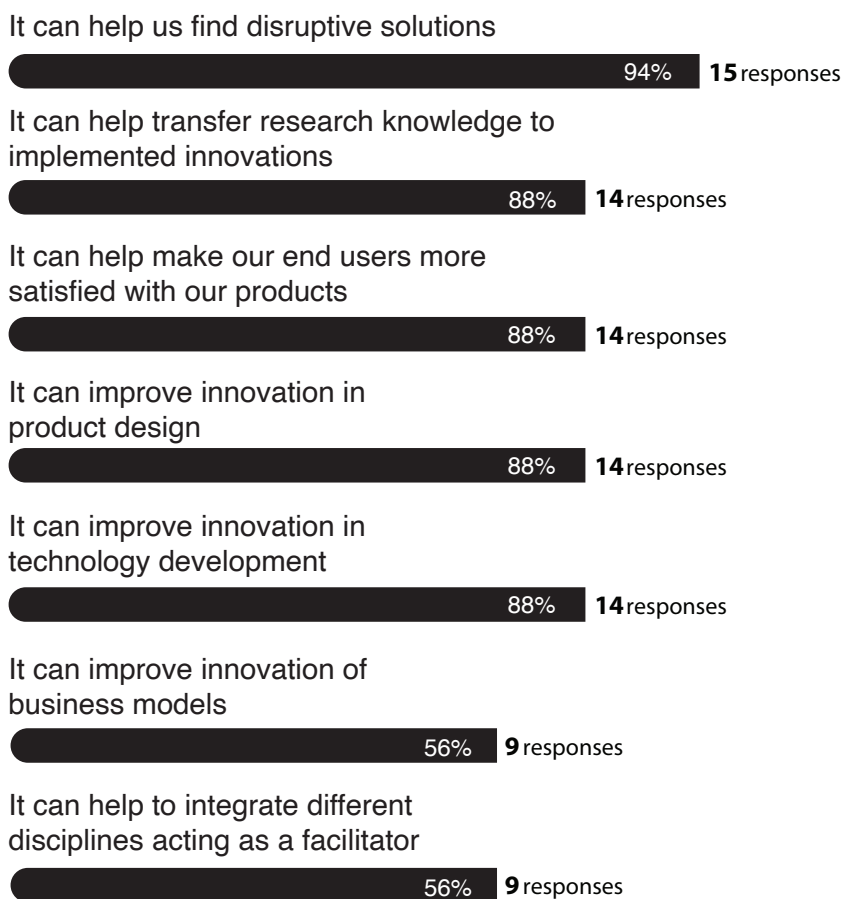 It can help us find disruptive solutions
94% 15 responses
It can help transfer research knowledge to
implemented innovations
88% 14 responses
It can help make our end users more
satisfied with our products
88% 14 responses
It can improve innovation in
product design
88% 14 responses
It can improve innovation in
technology development
88% 14 responses
It can improve innovation of
business models
56% 9 responses
It can help to integrate different
disciplines acting as a facilitator
56% 9 responses